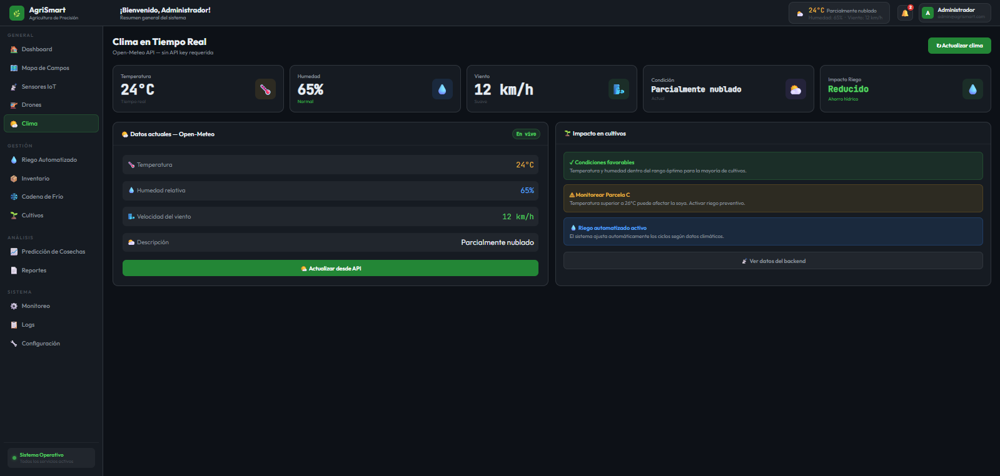 AgriSmart
Agricultura de Precisión
¡Bienvenido, Administrador!
Resumen general del sistema
24°C Parcialmente nublado
Humedad: 65% · Viento: 12 km/h
2
A
Administrador
admin@agrismart.com
GENERAL
Dashboard
Mapa de Campos
Sensores IoT
Drones
Clima
GESTIÓN
Riego Automatizado
Inventario
Cadena de Frío
Cultivos
ANÁLISIS
Predicción de Cosechas
Reportes
SISTEMA
Monitoreo
Logs
Configuración
Sistema Operativo
Todos los servicios activos
Clima en Tiempo Real
Open-Meteo API — sin API key requerida
↻ Actualizar clima
Temperatura
24°C
Tiempo real
Humedad
65%
Normal
Viento
12 km/h
Suave
Condición
Parcialmente nublado
Actual
Impacto Riego
Reducido
Ahorro hídrico
Datos actuales — Open-Meteo
En vivo
Temperatura
24°C
Humedad relativa
65%
Velocidad del viento
12 km/h
Descripción
Parcialmente nublado
Actualizar desde API
Impacto en cultivos
✓ Condiciones favorables
Temperatura y humedad dentro del rango óptimo para la mayoría de cultivos.
⚠ Monitorear Parcela C
Temperatura superior a 26°C puede afectar la soya. Activar riego preventivo.
Riego automatizado activo
El sistema ajusta automáticamente los ciclos según datos climáticos.
Ver datos del backend